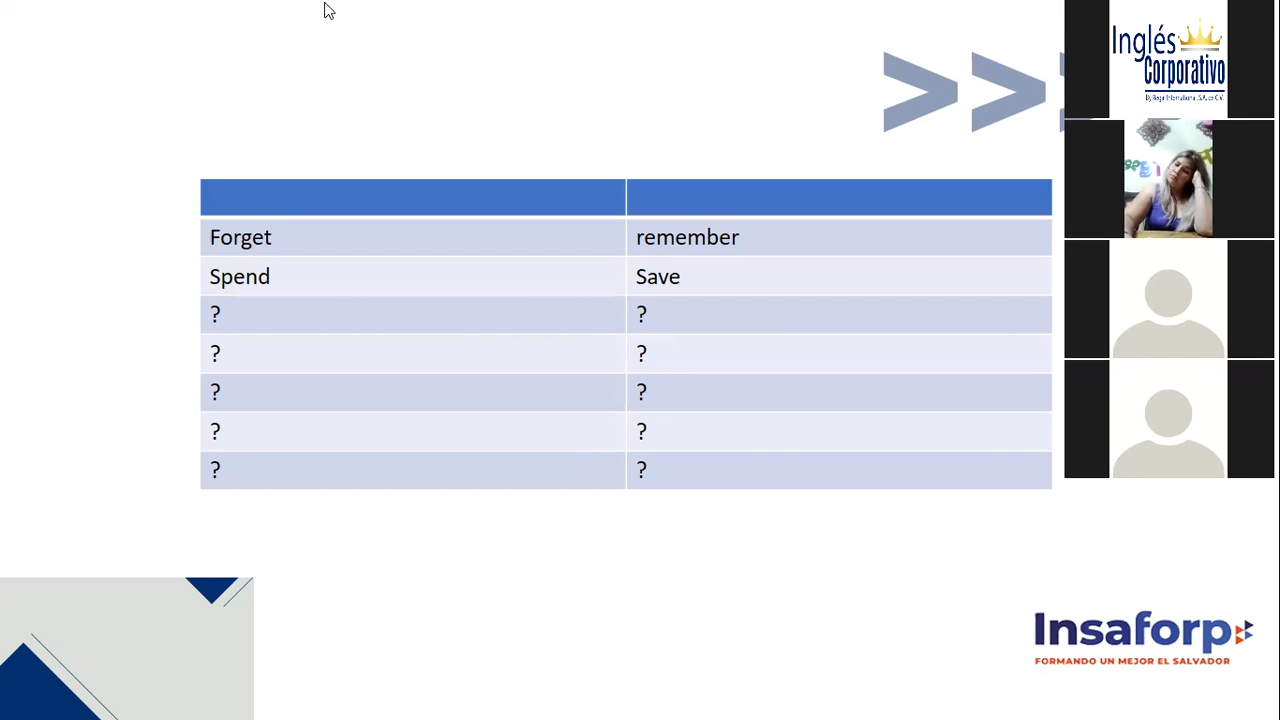 Inglés
Corporativo
Forget
remember
Spend
Save
?
?
?
?
?
?
?
?
?
?
Insaforp
FORMANDO UN MEJOR EL SALVADOR